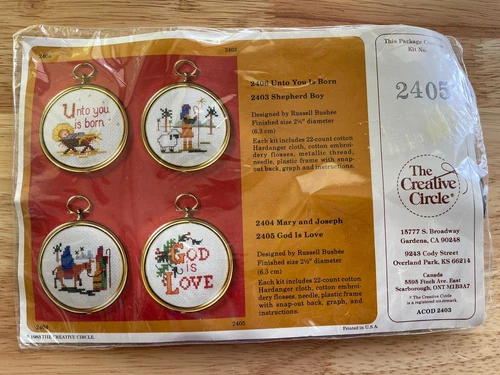 2406
2403
Unto you
is born
2406 Unto You Is Born
2403 Shepherd Boy
Designed by Russell Bushée
Finished size 2½" diameter
(6.3 cm)
Each kit includes 22-count cotton
Hardanger cloth, cotton embroi-
dery flosses, metallic thread,
needle, plastic frame with snap-
out back, graph and instructions.
2404 Mary and Joseph
2405 God Is Love
Designed by Russell Bushée
Finished size 2½" diameter
(6.3 cm)
Each kit includes 22-count cotton
Hardanger cloth, cotton embroi-
dery flosses, needle, plastic frame
with snap-out back, graph, and
instructions.
God
is
Love
2404
2405
© 1983 THE CREATIVE CIRCLE.
Printed in U.S.A.
This Package
Kit No.
2405
The
Creative
Circle
15777 S. Broadway
Gardena, CA 90248
9243 Cody Street
Overland Park, KS 66214
Canada
5898 Finch Ave. East
Scarborough, ONT M1B3A7
® The Creative Circle
is a registered trademark.
ACOD 2403